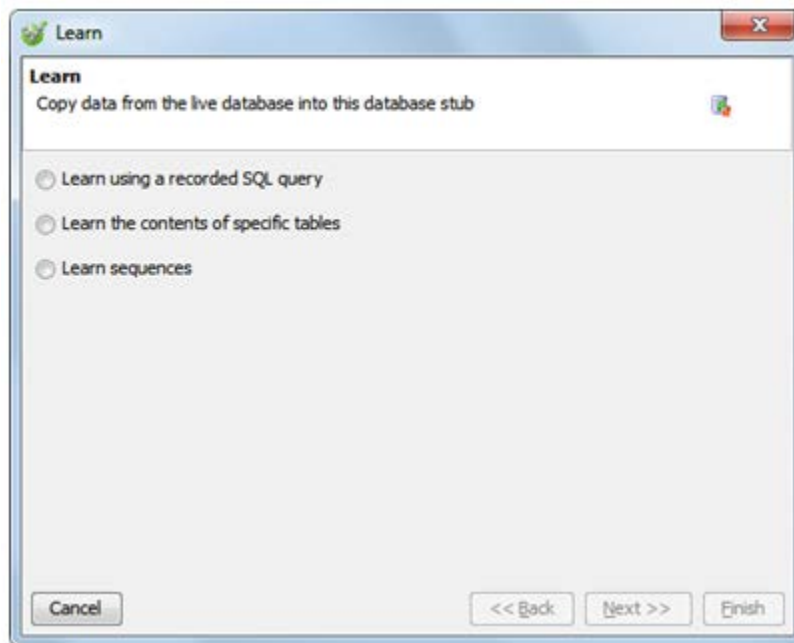 Learn
Learn
Copy data from the live database into this database stub
Learn using a recorded SQL query
Learn the contents of specific tables
Learn sequences
Cancel
<< Back
Next >>
Finish